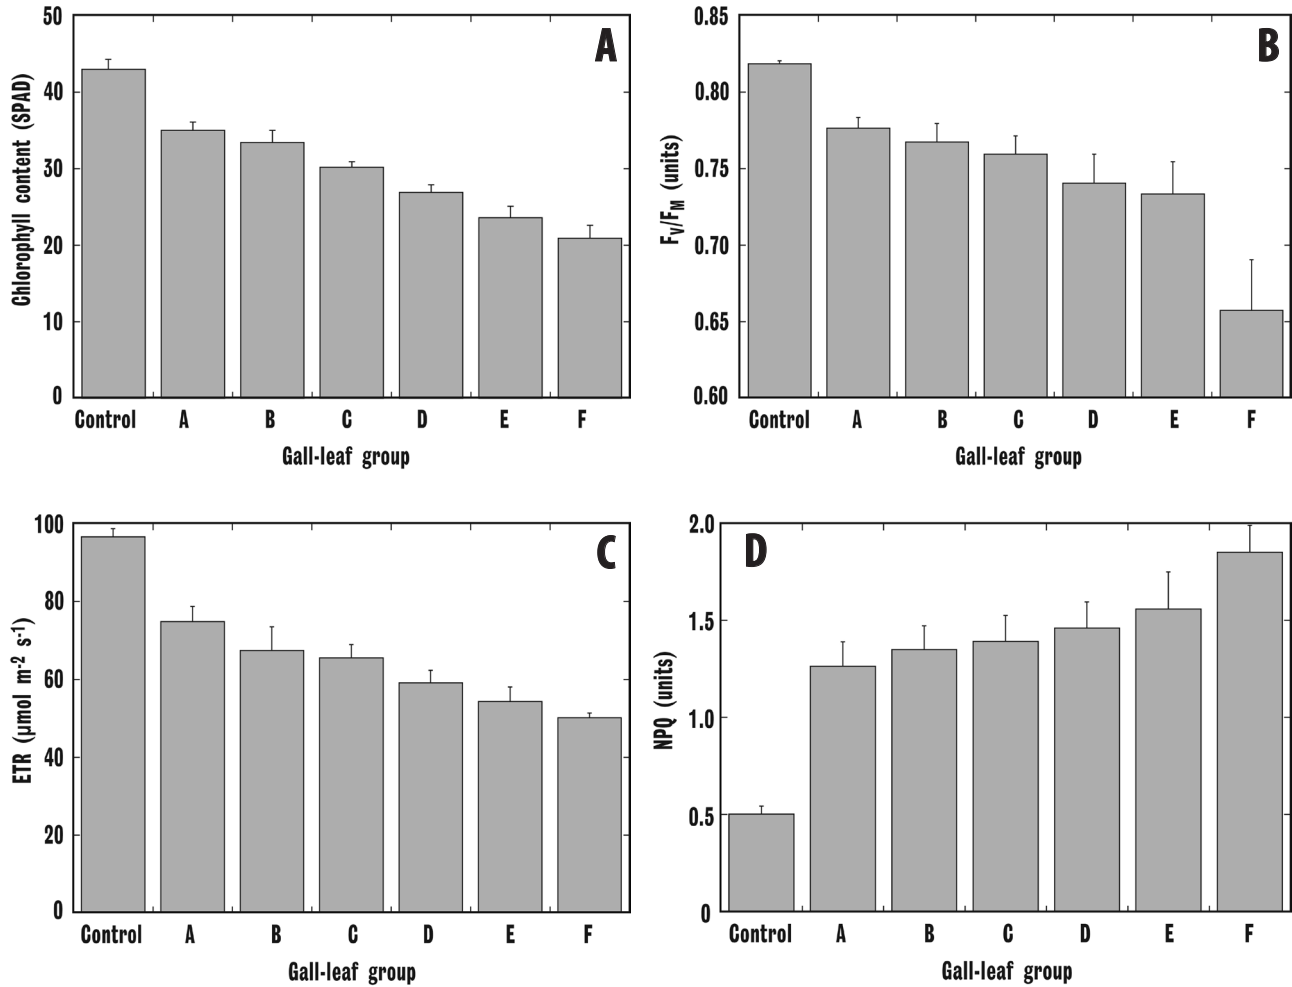 50
40
30
20
10
0
Chlorophyll content (SPAD)
A
Control A B C D E F
Gall-leaf group
0.85
0.80
0.75
0.70
0.65
0.60
FV/FM (units)
B
Control A B C D E F
Gall-leaf group
100
80
60
40
20
0
ETR (µmol m-2 s-1)
C
Control A B C D E F
Gall-leaf group
2.0
1.5
1.0
0.5
0
NPQ (units)
D
Control A B C D E F
Gall-leaf group